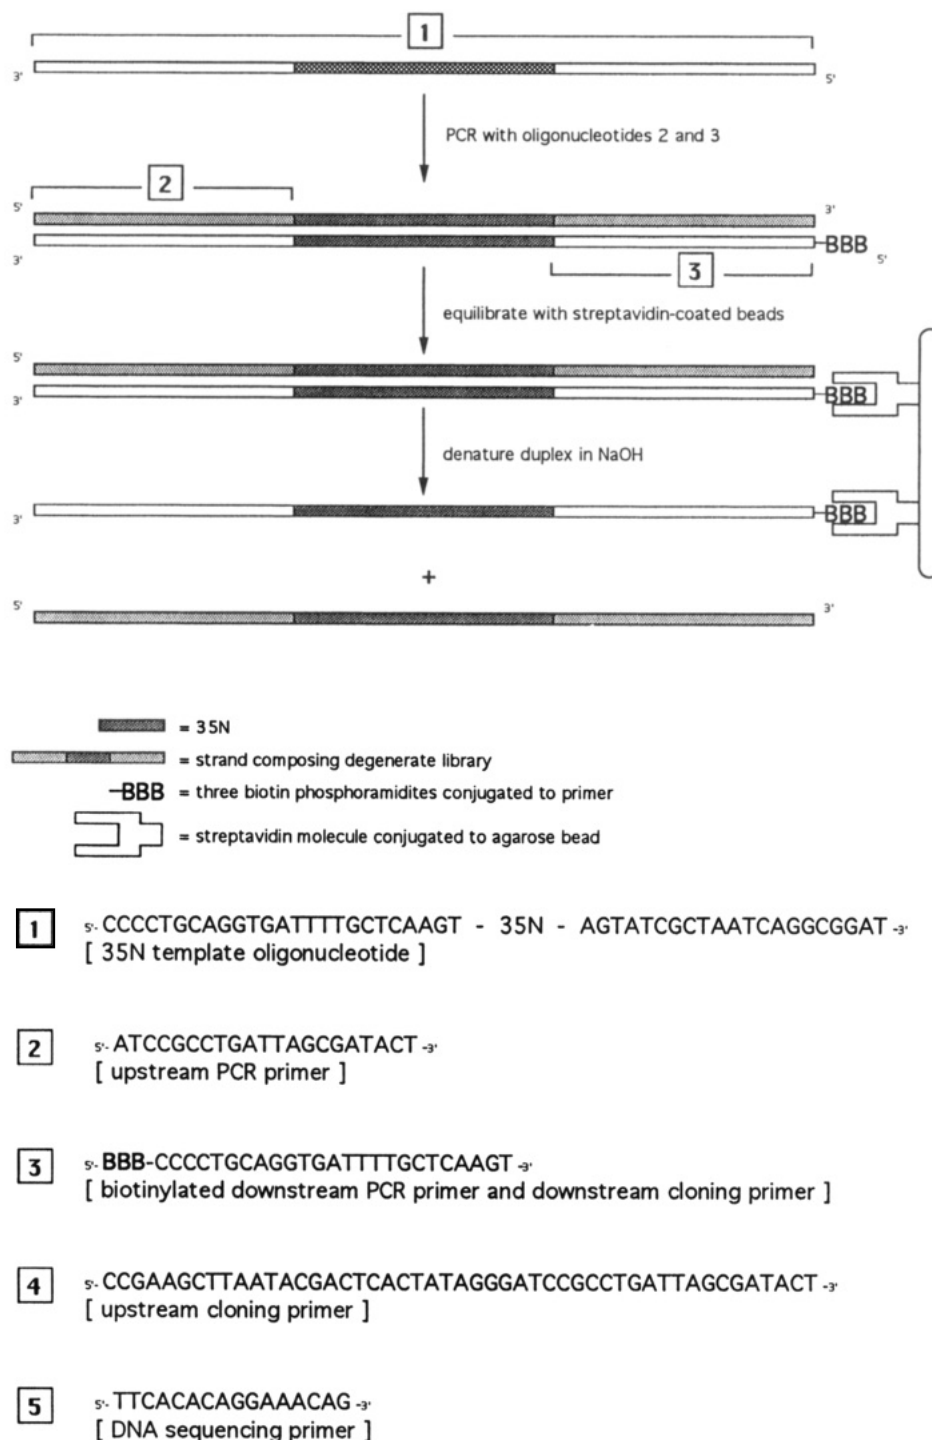 1
3' 5'
PCR with oligonucleotides 2 and 3
2
5' 3'
-BBB
3' 5'
3
equilibrate with streptavidin-coated beads
5'
3' -BBB
denature duplex in NaOH
3' -BBB
+
5' 3'
= 35N
= strand composing degenerate library
-BBB = three biotin phosphoramidites conjugated to primer
= streptavidin molecule conjugated to agarose bead
1 5'- CCCCTGCAGGTGATTTTGCTCAAGT - 35N - AGTATCGCTAATCAGGCGGAT -3'
[ 35N template oligonucleotide ]
2 5'- ATCCGCCTGATTAGCGATACT -3'
[ upstream PCR primer ]
3 5'- BBB-CCCCTGCAGGTGATTTTGCTCAAGT -3'
[ biotinylated downstream PCR primer and downstream cloning primer ]
4 5'- CCGAAGCTTAATACGACTCACTATAGGGATCCGCCTGATTAGCGATACT -3'
[ upstream cloning primer ]
5 5'- TTCACACAGGAAACAG -3'
[ DNA sequencing primer ]